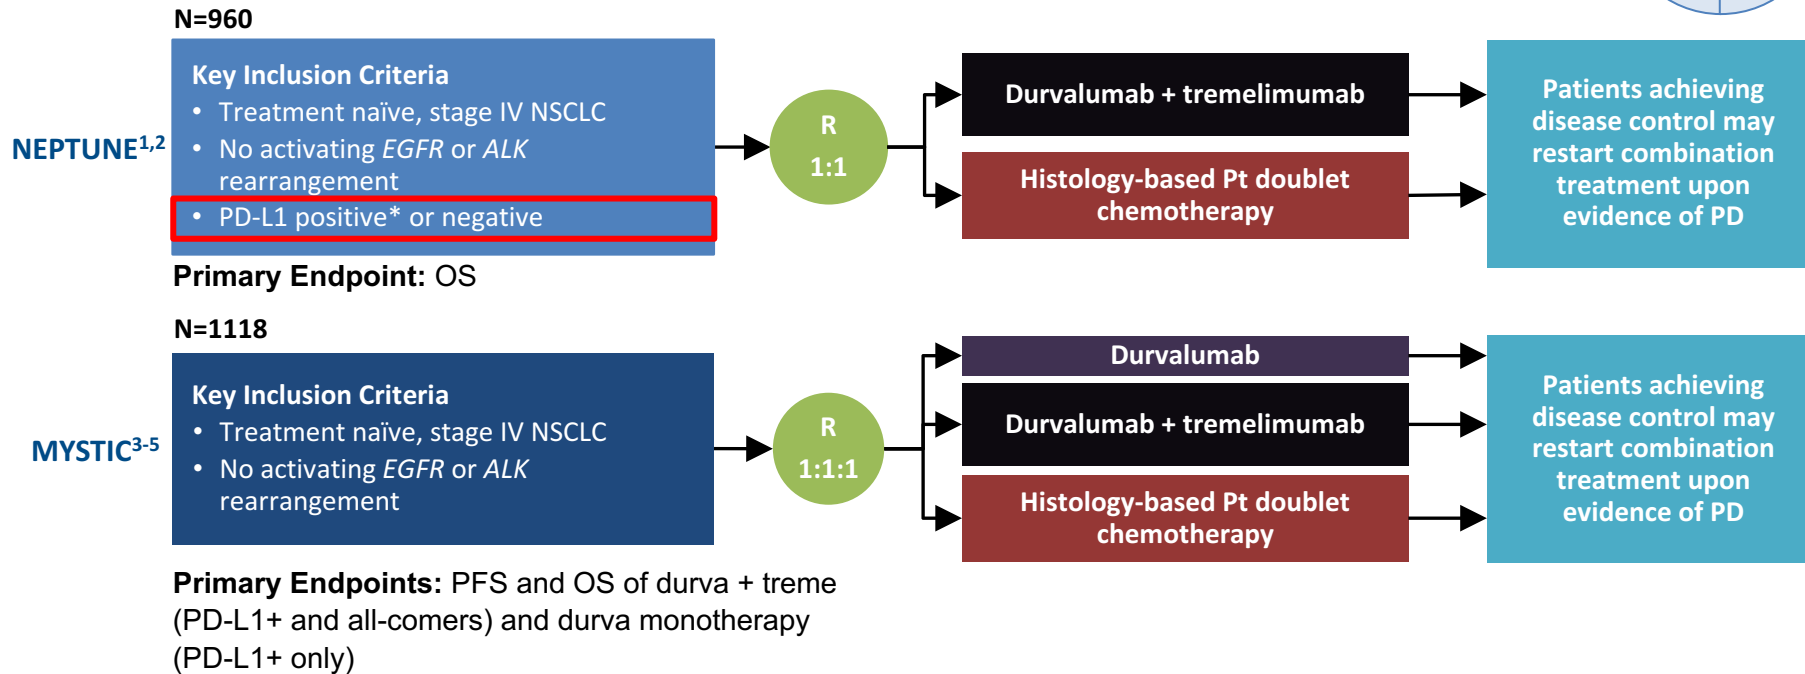 N=960
NEPTUNE1,2
Key Inclusion Criteria
• Treatment naïve, stage IV NSCLC
• No activating EGFR or ALK
rearrangement
• PD-L1 positive* or negative
R
1:1
Durvalumab + tremelimumab
Histology-based Pt doublet
chemotherapy
Patients achieving
disease control may
restart combination
treatment upon
evidence of PD
Primary Endpoint: OS
N=1118
MYSTIC3-5
Key Inclusion Criteria
• Treatment naïve, stage IV NSCLC
• No activating EGFR or ALK
rearrangement
R
1:1:1
Durvalumab
Durvalumab + tremelimumab
Histology-based Pt doublet
chemotherapy
Patients achieving
disease control may
restart combination
treatment upon
evidence of PD
Primary Endpoints: PFS and OS of durva + treme
(PD-L1+ and all-comers) and durva monotherapy
(PD-L1+ only)